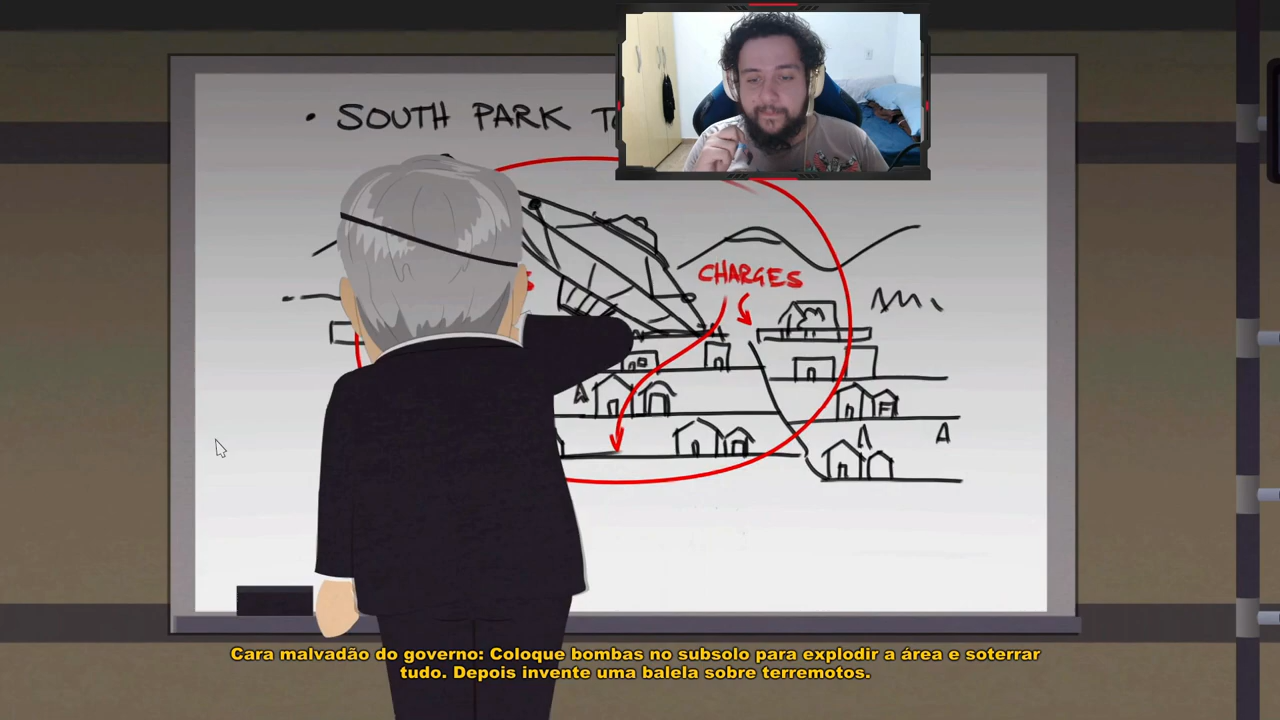 • SOUTH PARK
CHARGES
Cara malvadão do governo: Coloque bombas no subsolo para explodir a área e soterrar
tudo. Depois invente uma balela sobre terremotos.